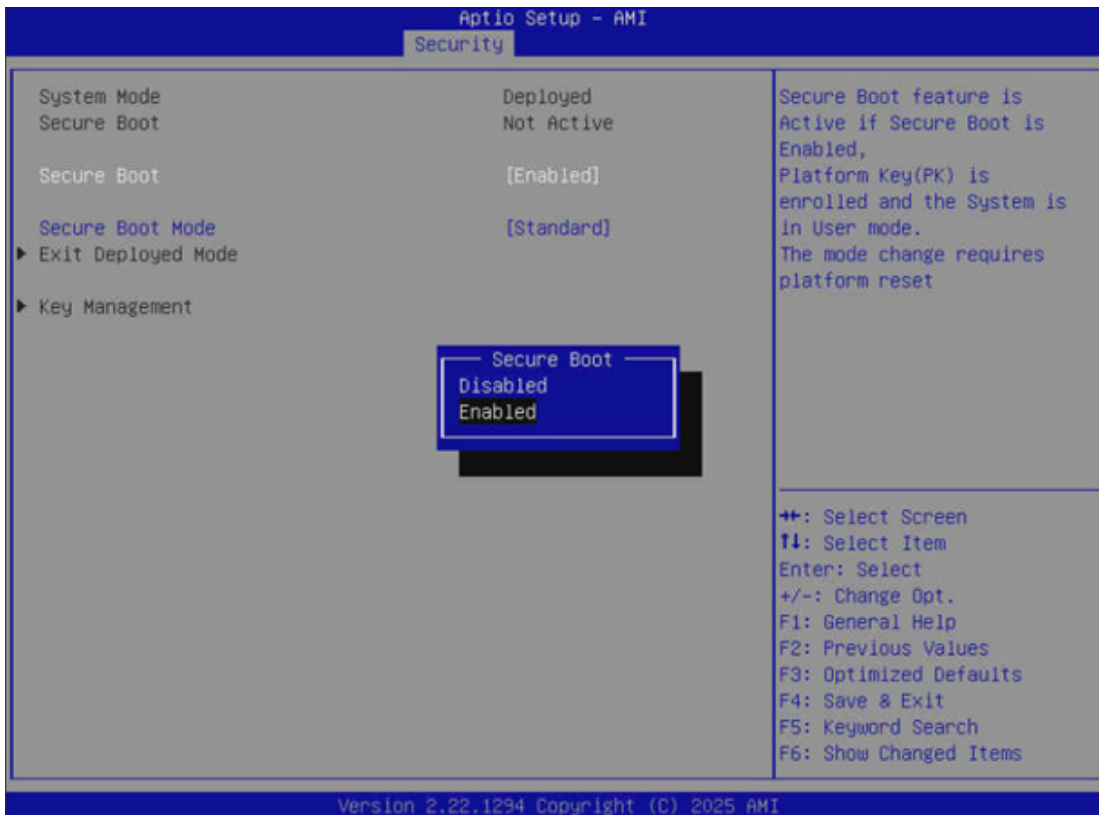 Aptio Setup - AMI
Security
System Mode Deployed
Secure Boot Not Active
Secure Boot [Enabled]
Secure Boot Mode [Standard]
Exit Deployed Mode
Key Management
Secure Boot
Disabled
Enabled
Secure Boot feature is
Active if Secure Boot is
Enabled,
Platform Key(PK) is
enrolled and the System is
in User mode.
The mode change requires
platform reset
→←: Select Screen
↑↓: Select Item
Enter: Select
+/-: Change Opt.
F1: General Help
F2: Previous Values
F3: Optimized Defaults
F4: Save & Exit
F5: Keyword Search
F6: Show Changed Items
Version 2.22.1294 Copyright (C) 2025 AMI